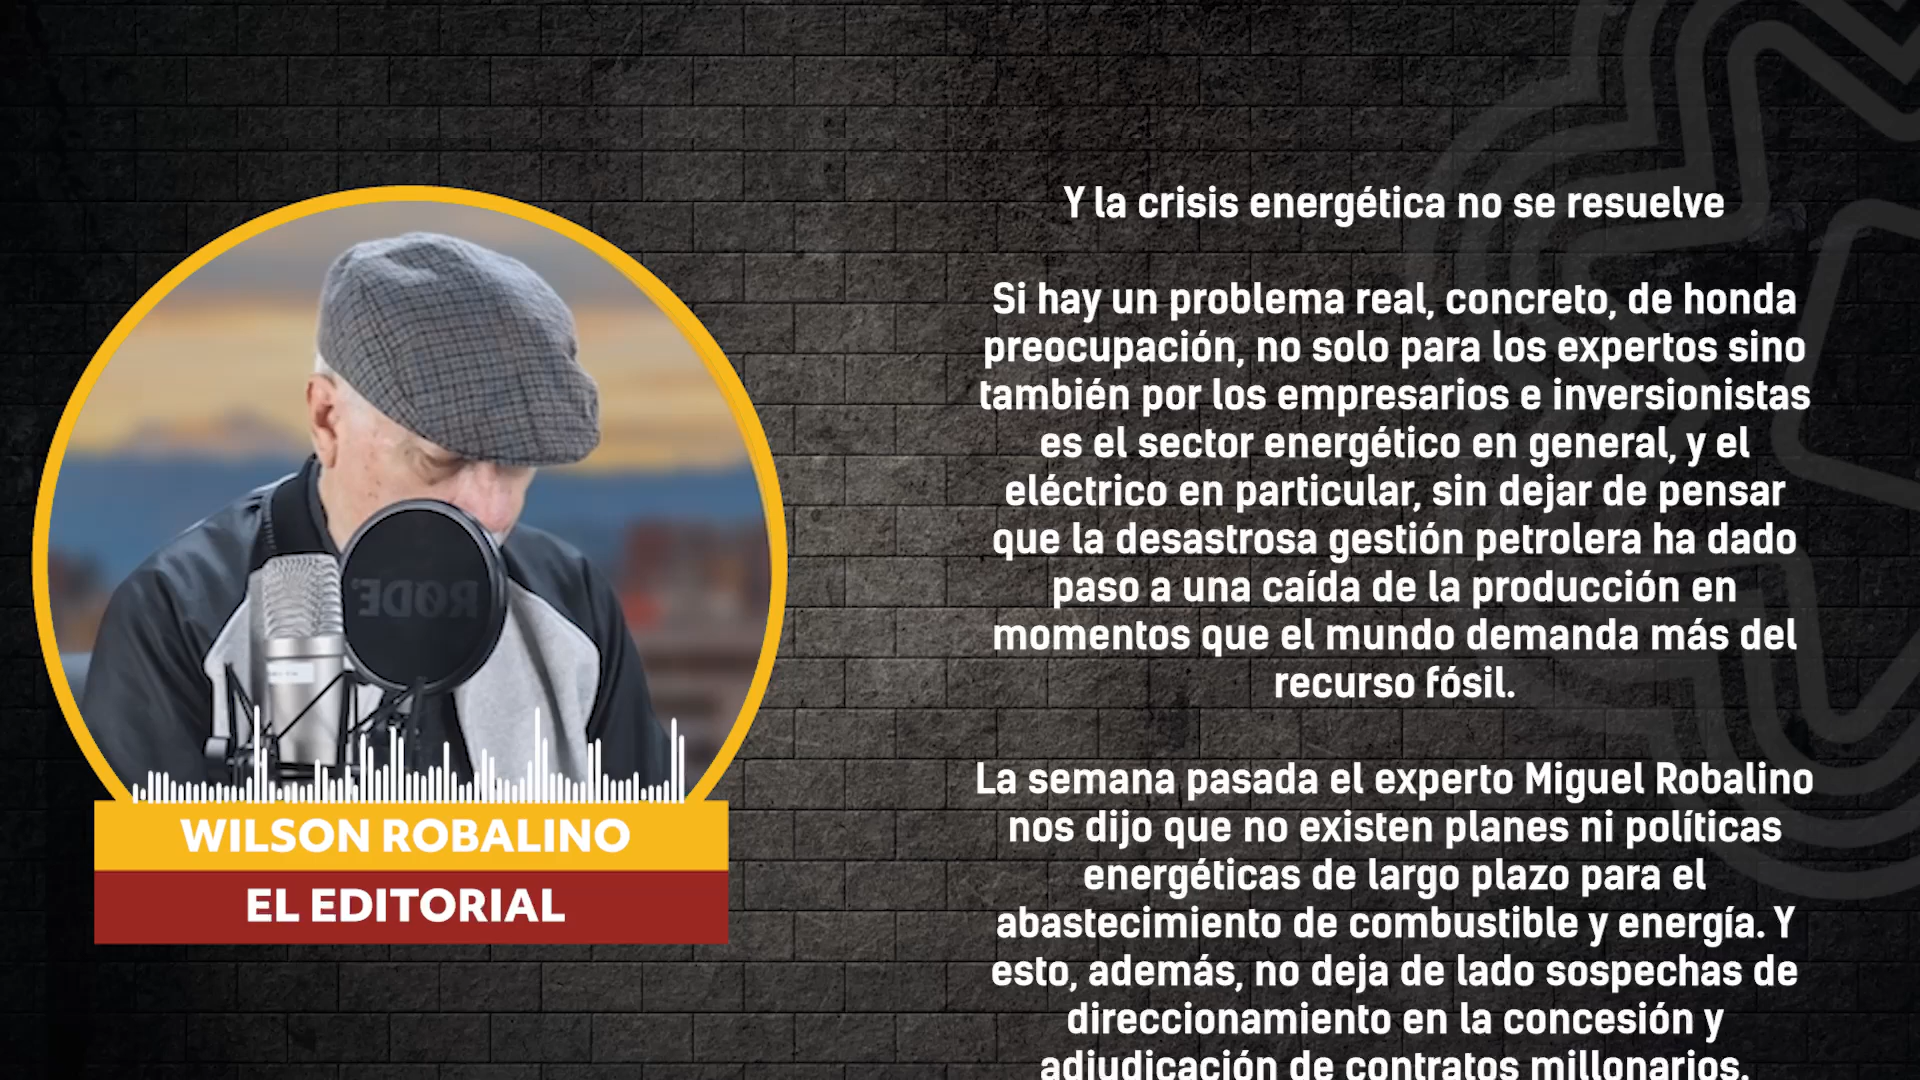 Y la crisis energética no se resuelve
Si hay un problema real, concreto, de honda
preocupación, no solo para los expertos sino
también por los empresarios e inversionistas
es el sector energético en general, y el
eléctrico en particular, sin dejar de pensar
que la desastrosa gestión petrolera ha dado
paso a una caída de la producción en
momentos que el mundo demanda más del
recurso fósil.
La semana pasada el experto Miguel Robalino
nos dijo que no existen planes ni políticas
energéticas de largo plazo para el
abastecimiento de combustible y energía. Y
esto, además, no deja de lado sospechas de
direccionamiento en la concesión y
adjudicación de contratos millonarios.
RØDE
WILSON ROBALINO
EL EDITORIAL